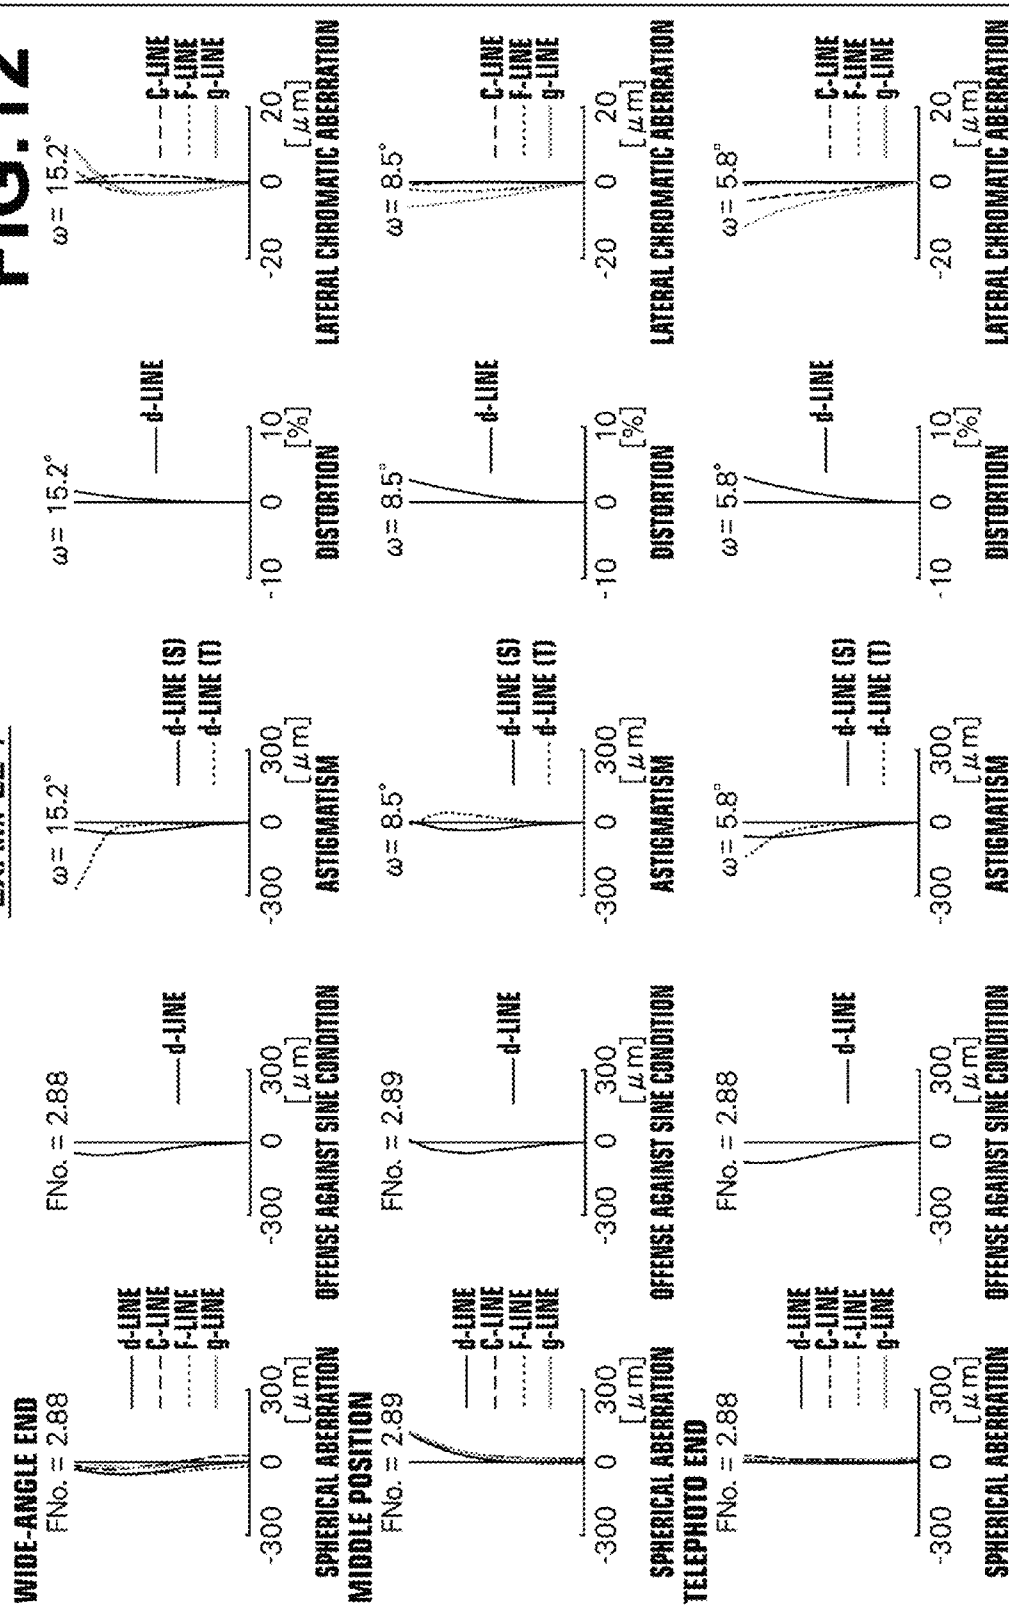 FIG.12
WIDE-ANGLE END
FNo. = 2.88
d-LINE
C-LINE
F-LINE
g-LINE
-300 0 300
[μm]
SPHERICAL ABERRATION
FNo. = 2.88
d-LINE
-300 0 300
[μm]
OFFENSE AGAINST SINE CONDITION
ω= 15.2°
d-LINE (S)
d-LINE (T)
-300 0 300
[μm]
ASTIGMATISM
ω= 15.2°
d-LINE
-10 0 10
[%]
DISTORTION
ω= 15.2°
C-LINE
F-LINE
g-LINE
-20 0 20
[μm]
LATERAL CHROMATIC ABERRATION
MIDDLE POSITION
FNo. = 2.89
d-LINE
C-LINE
F-LINE
g-LINE
-300 0 300
[μm]
SPHERICAL ABERRATION
FNo. = 2.89
d-LINE
-300 0 300
[μm]
OFFENSE AGAINST SINE CONDITION
ω= 8.5°
d-LINE (S)
d-LINE (T)
-300 0 300
[μm]
ASTIGMATISM
ω= 8.5°
d-LINE
-10 0 10
[%]
DISTORTION
ω= 8.5°
C-LINE
F-LINE
g-LINE
-20 0 20
[μm]
LATERAL CHROMATIC ABERRATION
TELEPHOTO END
FNo. = 2.88
d-LINE
C-LINE
F-LINE
g-LINE
-300 0 300
[μm]
SPHERICAL ABERRATION
FNo. = 2.88
d-LINE
-300 0 300
[μm]
OFFENSE AGAINST SINE CONDITION
ω= 5.8°
d-LINE (S)
d-LINE (T)
-300 0 300
[μm]
ASTIGMATISM
ω= 5.8°
d-LINE
-10 0 10
[%]
DISTORTION
ω= 5.8°
C-LINE
F-LINE
g-LINE
-20 0 20
[μm]
LATERAL CHROMATIC ABERRATION